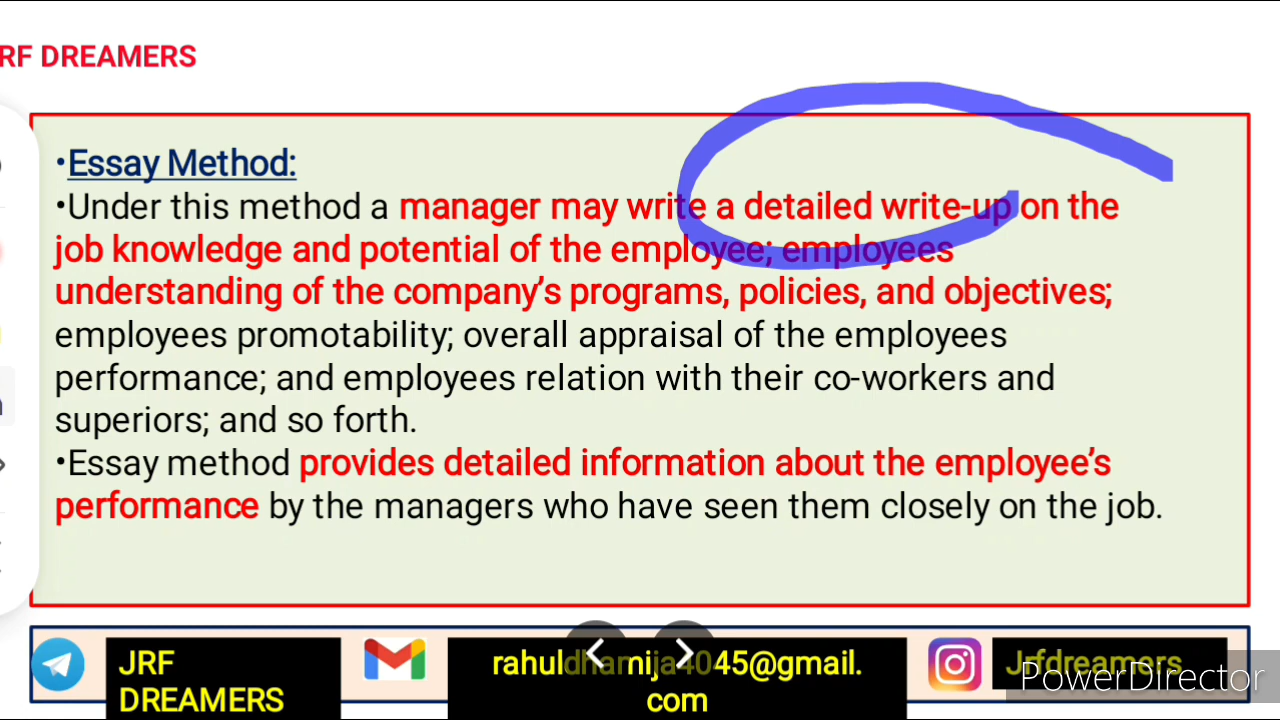 RF DREAMERS
•Essay Method:
•Under this method a manager may write a detailed write-up on the
job knowledge and potential of the employee; employees
understanding of the company’s programs, policies, and objectives;
employees promotability; overall appraisal of the employees
performance; and employees relation with their co-workers and
superiors; and so forth.
•Essay method provides detailed information about the employee’s
performance by the managers who have seen them closely on the job.
JRF
DREAMERS
rahuldhamija4045@gmail.
com
Jrfdreamers
PowerDirector